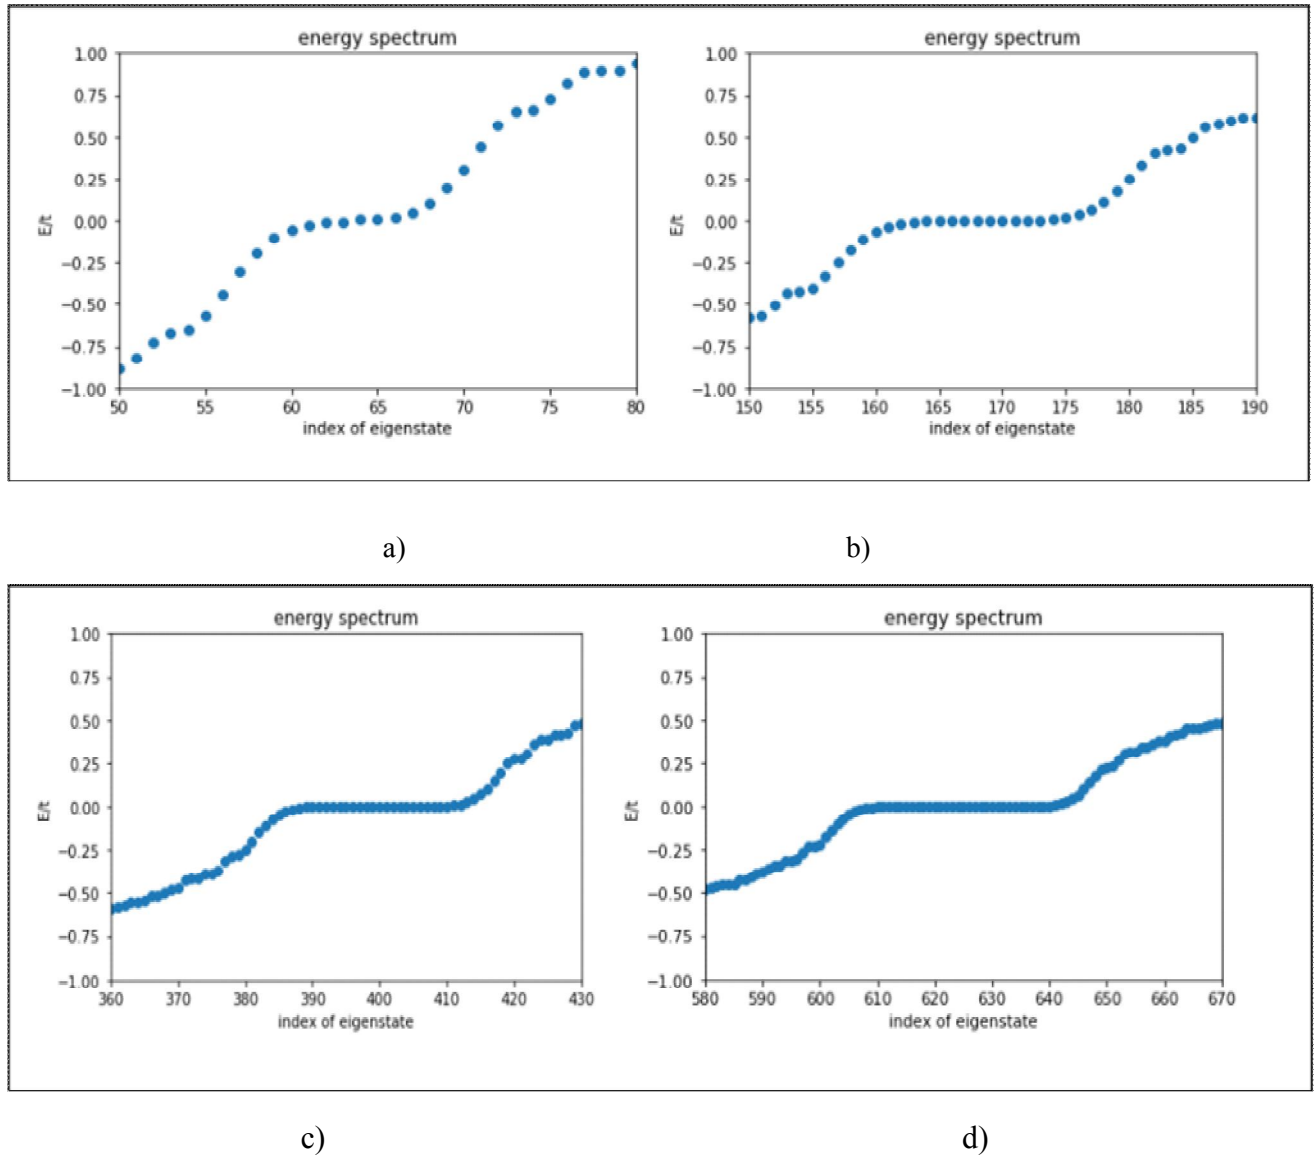 energy spectrum
1.00
0.75
0.50
0.25
0.00
−0.25
−0.50
−0.75
−1.00
E/t
50 55 60 65 70 75 80
index of eigenstate
energy spectrum
1.00
0.75
0.50
0.25
0.00
−0.25
−0.50
−0.75
−1.00
E/t
150 155 160 165 170 175 180 185 190
index of eigenstate
a) b)
energy spectrum
1.00
0.75
0.50
0.25
0.00
−0.25
−0.50
−0.75
−1.00
E/t
360 370 380 390 400 410 420 430
index of eigenstate
energy spectrum
1.00
0.75
0.50
0.25
0.00
−0.25
−0.50
−0.75
−1.00
E/t
580 590 600 610 620 630 640 650 660 670
index of eigenstate
c) d)